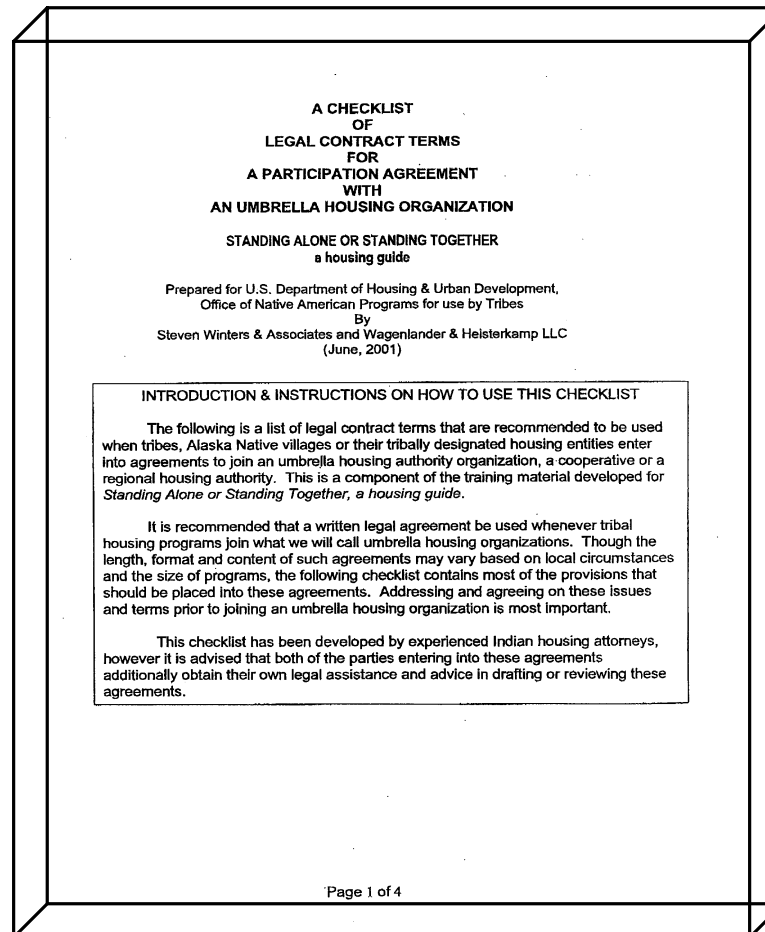 A CHECKLIST
OF
LEGAL CONTRACT TERMS
FOR
A PARTICIPATION AGREEMENT
WITH
AN UMBRELLA HOUSING ORGANIZATION
STANDING ALONE OR STANDING TOGETHER
a housing guide
Prepared for U.S. Department of Housing & Urban Development,
Office of Native American Programs for use by Tribes
By
Steven Winters & Associates and Wagenlander & Heisterkamp LLC
(June, 2001)
INTRODUCTION & INSTRUCTIONS ON HOW TO USE THIS CHECKLIST
The following is a list of legal contract terms that are recommended to be used
when tribes, Alaska Native villages or their tribally designated housing entities enter
into agreements to join an umbrella housing authority organization, a cooperative or a
regional housing authority. This is a component of the training material developed for
Standing Alone or Standing Together, a housing guide.
It is recommended that a written legal agreement be used whenever tribal
housing programs join what we will call umbrella housing organizations. Though the
length, format and content of such agreements may vary based on local circumstances
and the size of programs, the following checklist contains most of the provisions that
should be placed into these agreements. Addressing and agreeing on these issues
and terms prior to joining an umbrella housing organization is most important.
This checklist has been developed by experienced Indian housing attorneys,
however it is advised that both of the parties entering into these agreements
additionally obtain their own legal assistance and advice in drafting or reviewing these
agreements.
Page 1 of 4